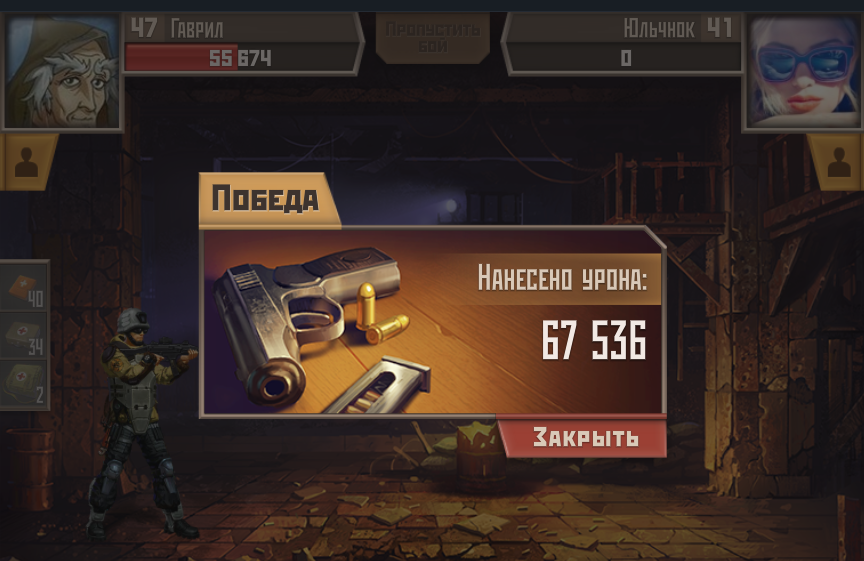 47 Гаврил
55 674
Пропустить
бой
Юльчнок 41
0
Победа
Нанесено урона:
67 536
40
34
2
Закрыть